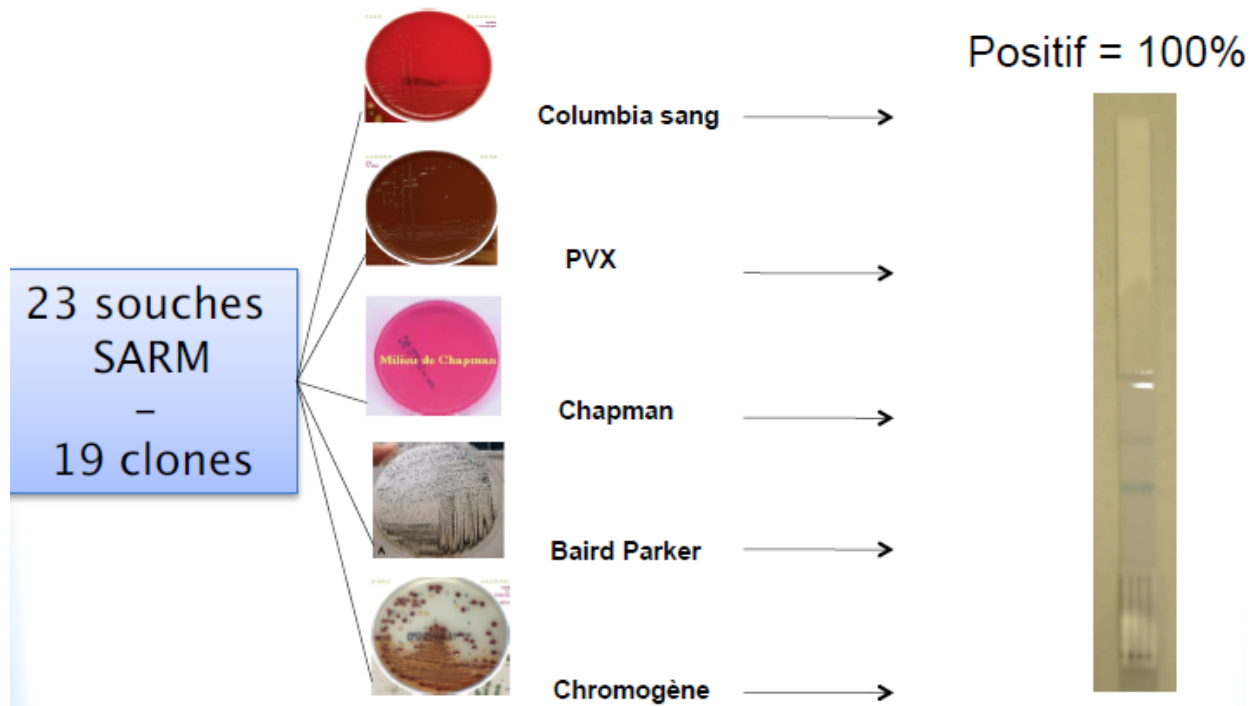 Positif = 100%
Columbia sang
PVX
23 souches
SARM
–
19 clones
Milieu de Chapman
Chapman
A
Baird Parker
Chromogène